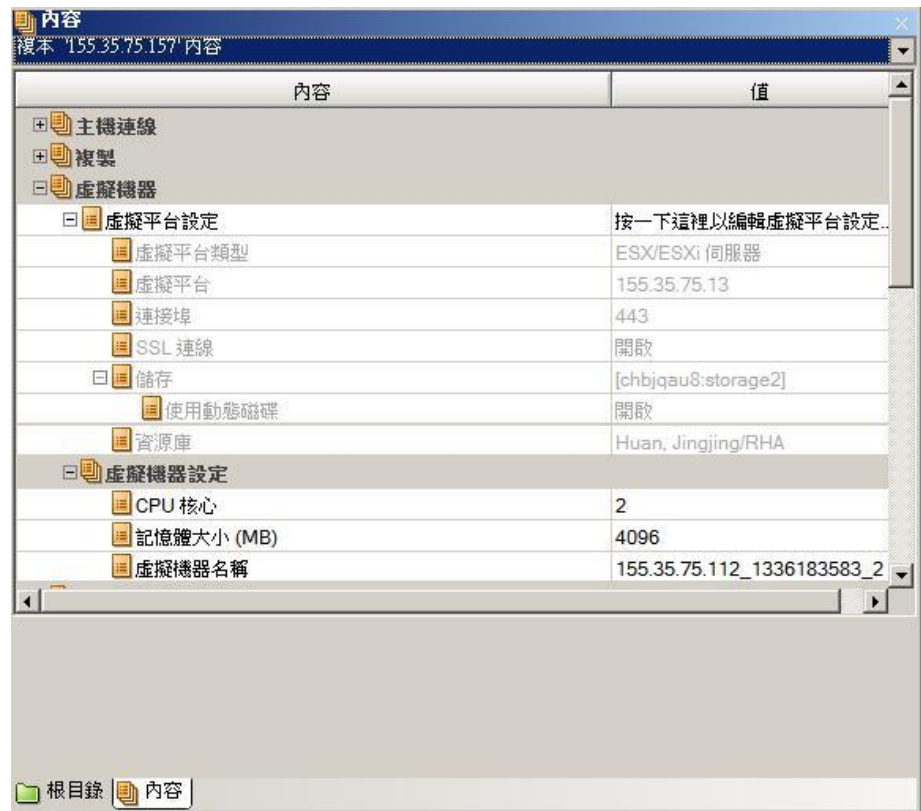 內容
複本 '155.35.75.157' 內容
內容 值
主機連線
複製
虛擬機器
虛擬平台設定 按一下這裡以編輯虛擬平台設定..
虛擬平台類型 ESX/ESXi 伺服器
虛擬平台 155.35.75.13
連接埠 443
SSL 連線 開啟
儲存 [chbjqau8:storage2]
使用動態磁碟 開啟
資源庫 Huan, Jingjing/RHA
虛擬機器設定
CPU 核心 2
記憶體大小 (MB) 4096
虛擬機器名稱 155.35.75.112_1336183583_2
根目錄 內容